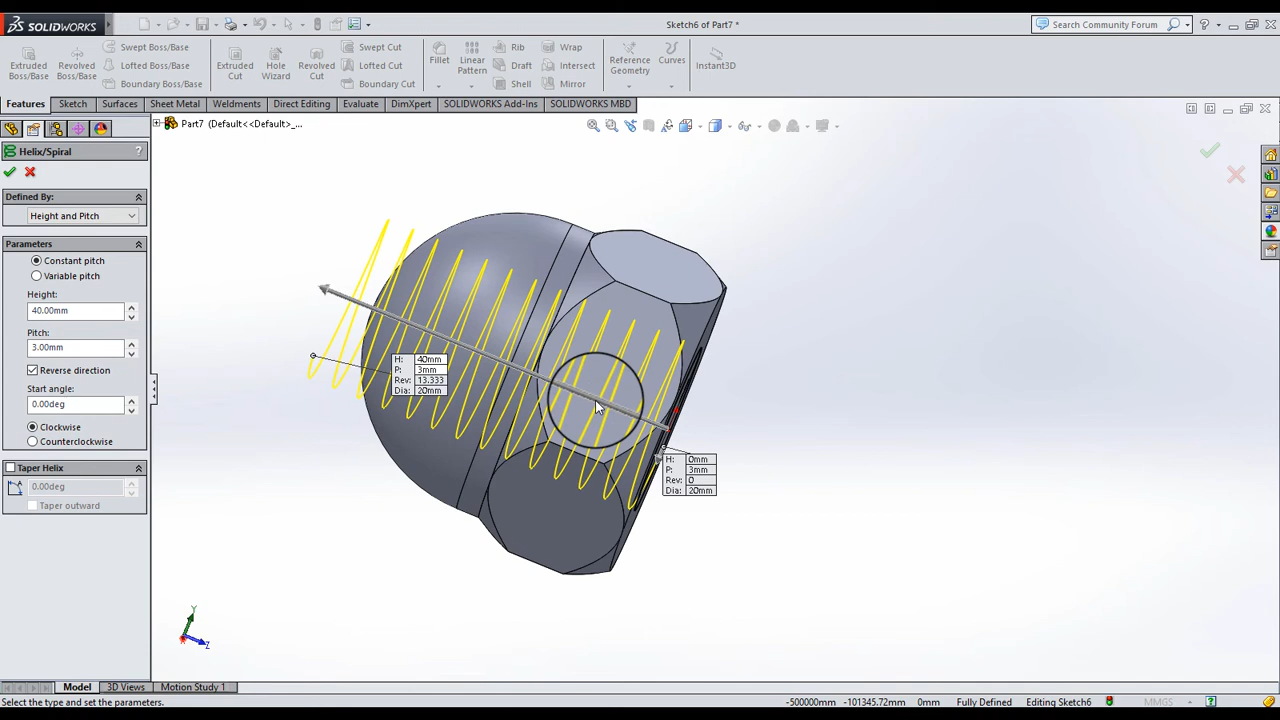 SOLIDWORKS
Sketch6 of Part7 *
Search Community Forum
Extruded Boss/Base
Revolved Boss/Base
Swept Boss/Base
Lofted Boss/Base
Boundary Boss/Base
Extruded Cut
Hole Wizard
Revolved Cut
Swept Cut
Lofted Cut
Boundary Cut
Fillet
Linear Pattern
Rib
Draft
Shell
Wrap
Intersect
Mirror
Reference Geometry
Curves
Instant3D
Features
Sketch
Surfaces
Sheet Metal
Weldments
Direct Editing
Evaluate
DimXpert
SOLIDWORKS Add-Ins
SOLIDWORKS MBD
Part7 (Default<<Default>_...
Helix/Spiral
?
Defined By:
Height and Pitch
Parameters
Constant pitch
Variable pitch
Height:
40.00mm
Pitch:
3.00mm
Reverse direction
Start angle:
0.00deg
Clockwise
Counterclockwise
Taper Helix
0.00deg
Taper outward
H: 40mm
P: 3mm
Rev: 13.333
Dia: 20mm
H: 0mm
P: 3mm
Rev: 0
Dia: 20mm
Y
Z
Model
3D Views
Motion Study 1
Select the type and set the parameters.
-500000mm
-101345.72mm
0mm
Fully Defined
Editing Sketch6
MMGS